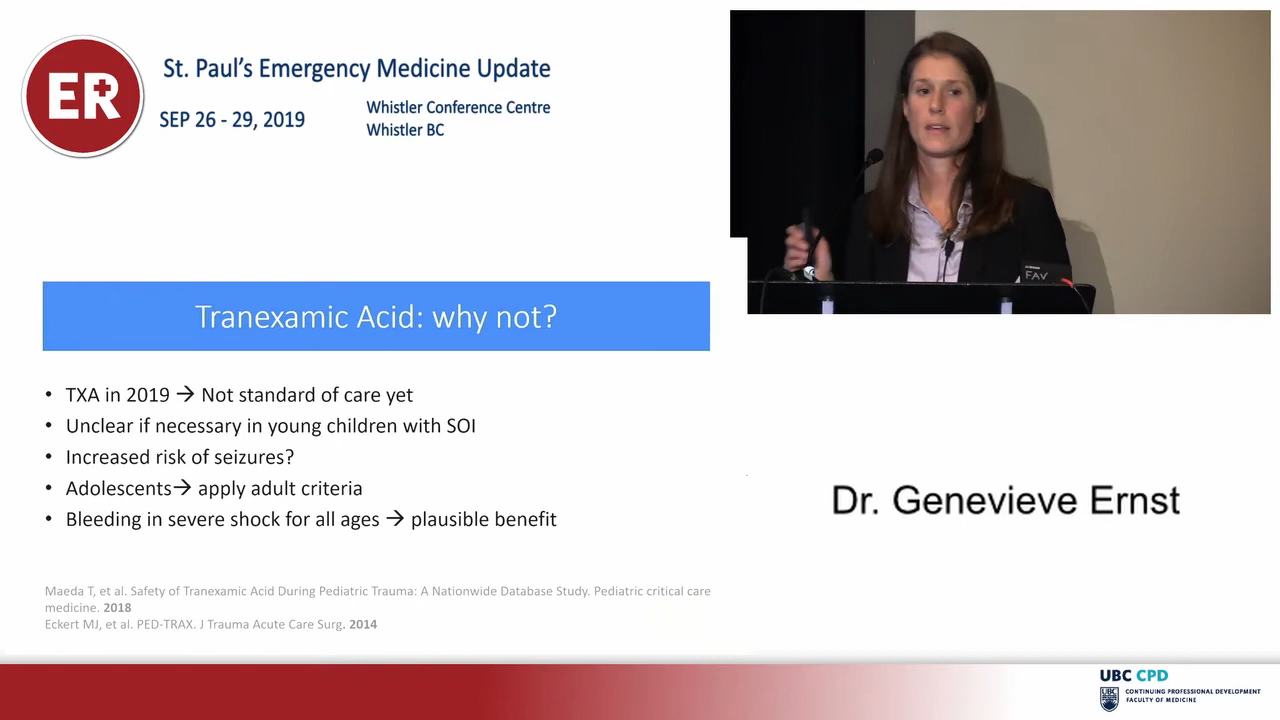 ER
St. Paul's Emergency Medicine Update
SEP 26 - 29, 2019
Whistler Conference Centre
Whistler BC
FAV
Tranexamic Acid: why not?
• TXA in 2019 → Not standard of care yet
• Unclear if necessary in young children with SOI
• Increased risk of seizures?
• Adolescents→ apply adult criteria
• Bleeding in severe shock for all ages → plausible benefit
Dr. Genevieve Ernst
Maeda T, et al. Safety of Tranexamic Acid During Pediatric Trauma: A Nationwide Database Study. Pediatric critical care
medicine. 2018
Eckert MJ, et al. PED-TRAX. J Trauma Acute Care Surg. 2014
UBC CPD
CONTINUING PROFESSIONAL DEVELOPMENT
FACULTY OF MEDICINE